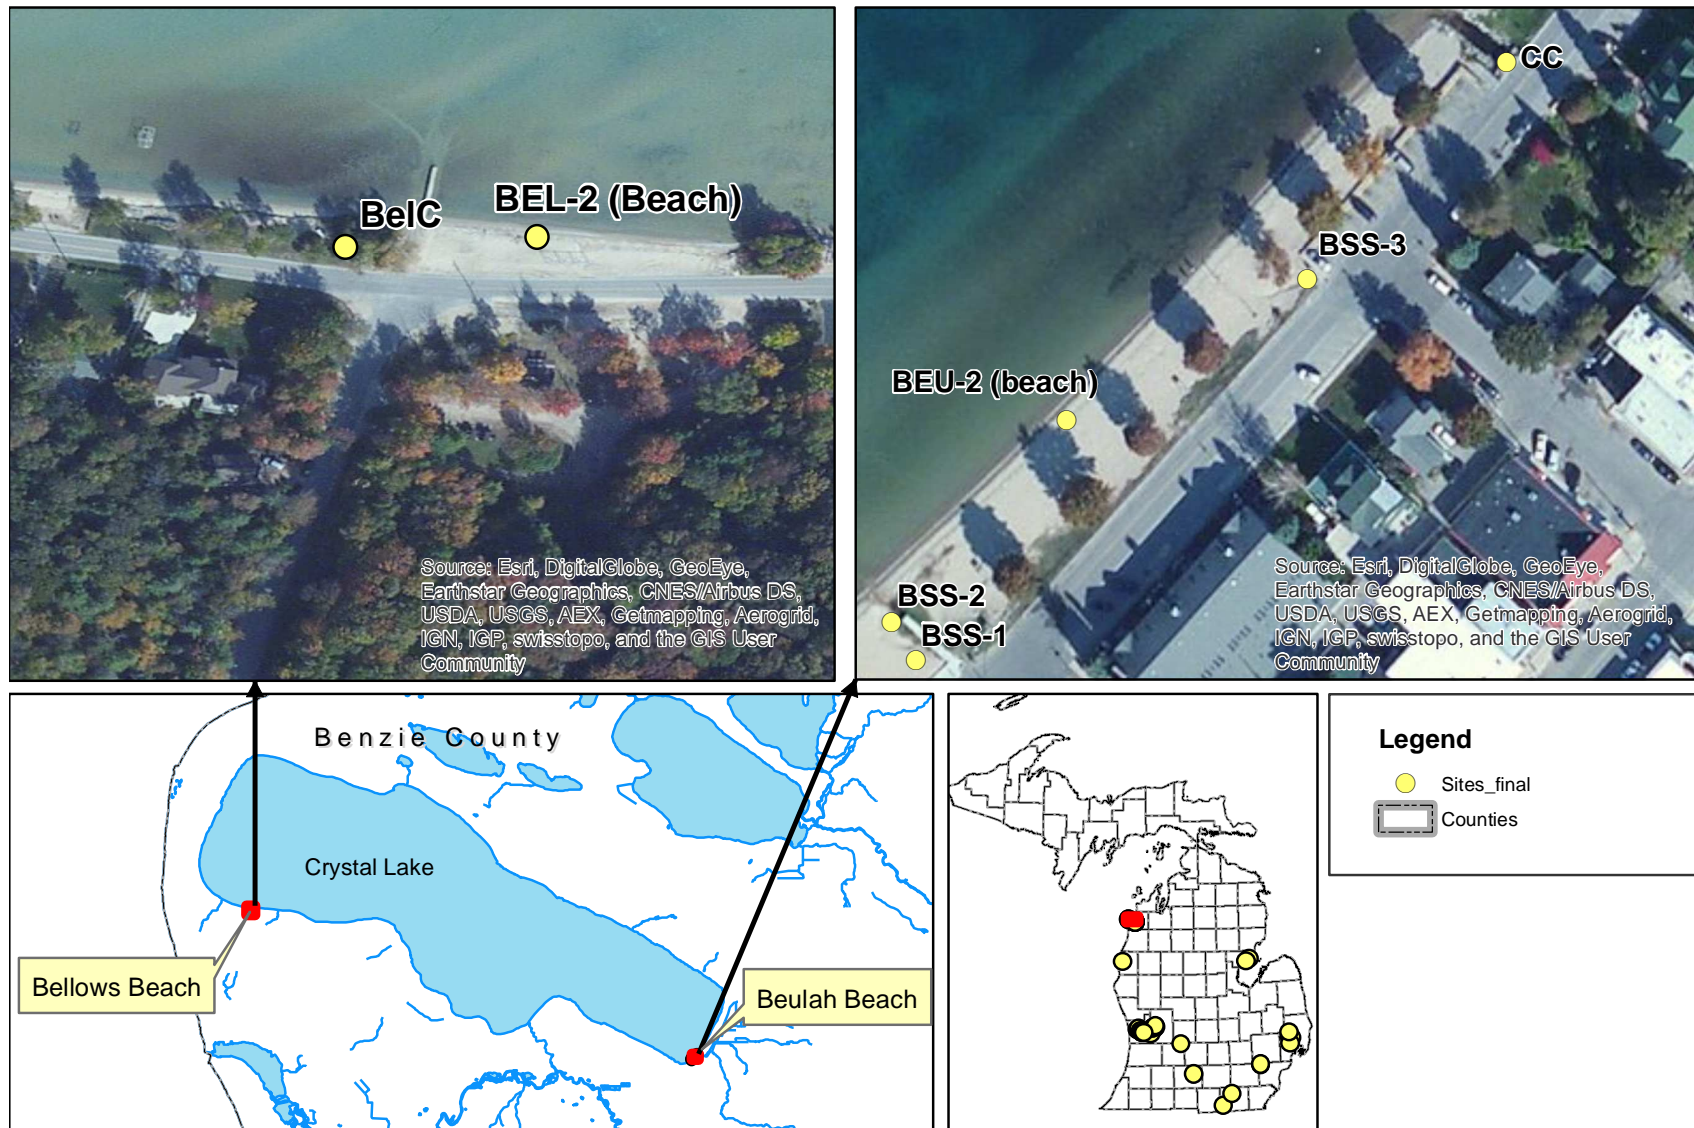 BelC
BEL-2 (Beach)
Source: Esri, DigitalGlobe, GeoEye,
Earthstar Geographics, CNES/Airbus DS,
USDA, USGS, AEX, Getmapping, Aerogrid,
IGN, IGP, swisstopo, and the GIS User
Community
CC
BSS-3
BEU-2 (beach)
BSS-2
BSS-1
Source: Esri, DigitalGlobe, GeoEye,
Earthstar Geographics, CNES/Airbus DS,
USDA, USGS, AEX, Getmapping, Aerogrid,
IGN, IGP, swisstopo, and the GIS User
Community
Benzie County
Crystal Lake
Bellows Beach
Beulah Beach
Legend
Sites_final
Counties